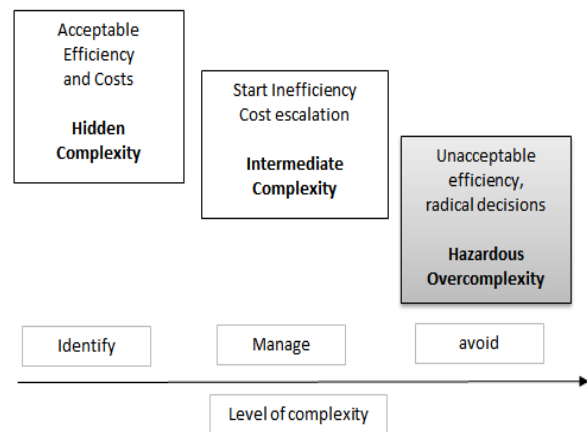 Acceptable
Efficiency
and Costs
Hidden
Complexity
Start Inefficiency
Cost escalation
Intermediate
Complexity
Unacceptable
efficiency,
radical decisions
Hazardous
Overcomplexity
Identify
Manage
avoid
Level of complexity